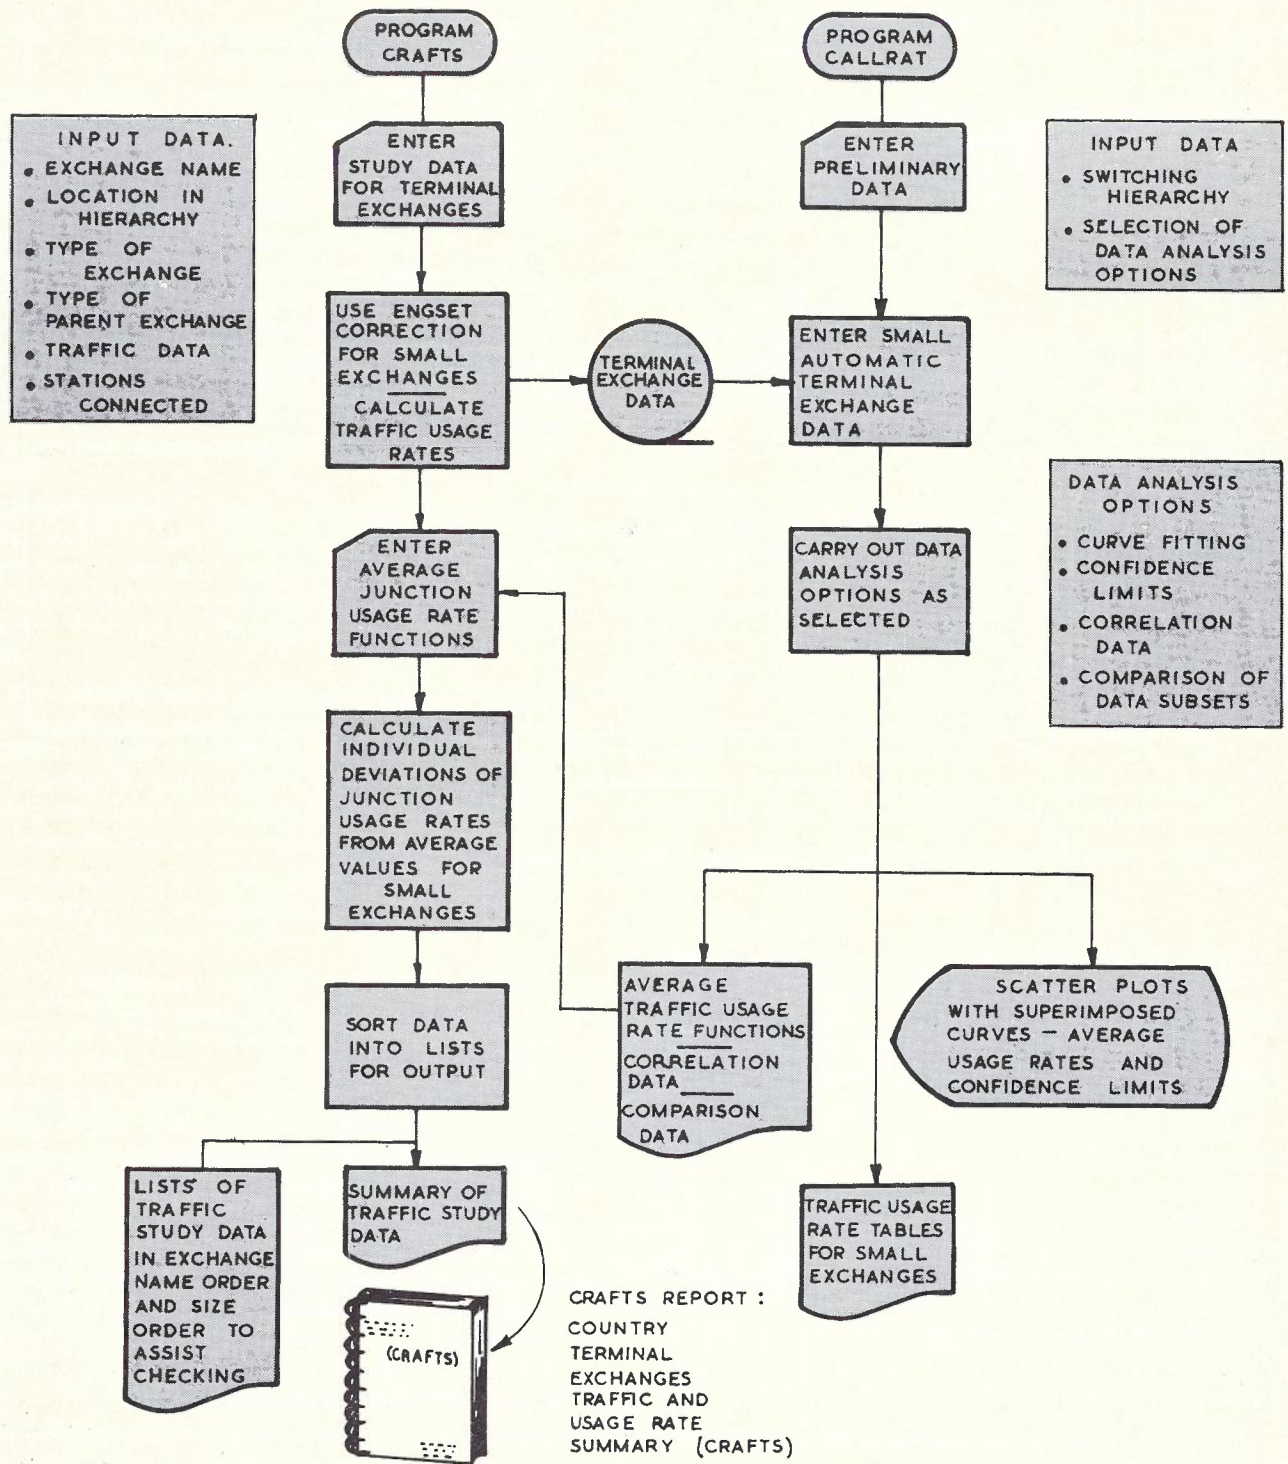 PROGRAM
CRAFTS
PROGRAM
CALLRAT
INPUT DATA.
• EXCHANGE NAME
• LOCATION IN
HIERARCHY
• TYPE OF
EXCHANGE
• TYPE OF
PARENT EXCHANGE
• TRAFFIC DATA
• STATIONS
CONNECTED
ENTER
STUDY DATA
FOR TERMINAL
EXCHANGES
ENTER
PRELIMINARY
DATA
INPUT DATA
• SWITCHING
HIERARCHY
• SELECTION OF
DATA ANALYSIS
OPTIONS
USE ENGSET
CORRECTION
FOR SMALL
EXCHANGES
CALCULATE
TRAFFIC USAGE
RATES
TERMINAL
EXCHANGE
DATA
ENTER SMALL
AUTOMATIC
TERMINAL
EXCHANGE
DATA
DATA ANALYSIS
OPTIONS
• CURVE FITTING
• CONFIDENCE
LIMITS
• CORRELATION
DATA
• COMPARISON OF
DATA SUBSETS
ENTER
AVERAGE
JUNCTION
USAGE RATE
FUNCTIONS
CARRY OUT DATA
ANALYSIS
OPTIONS AS
SELECTED
CALCULATE
INDIVIDUAL
DEVIATIONS OF
JUNCTION
USAGE RATES
FROM AVERAGE
VALUES FOR
SMALL
EXCHANGES
SORT DATA
INTO LISTS
FOR OUTPUT
AVERAGE
TRAFFIC USAGE
RATE FUNCTIONS
CORRELATION
DATA
COMPARISON
DATA
SCATTER PLOTS
WITH SUPERIMPOSED
CURVES — AVERAGE
USAGE RATES AND
CONFIDENCE LIMITS
LISTS OF
TRAFFIC
STUDY DATA
IN EXCHANGE
NAME ORDER
AND SIZE
ORDER TO
ASSIST
CHECKING
SUMMARY OF
TRAFFIC STUDY
DATA
TRAFFIC USAGE
RATE TABLES
FOR SMALL
EXCHANGES
(CRAFTS)
CRAFTS REPORT :
COUNTRY
TERMINAL
EXCHANGES
TRAFFIC AND
USAGE RATE
SUMMARY (CRAFTS)